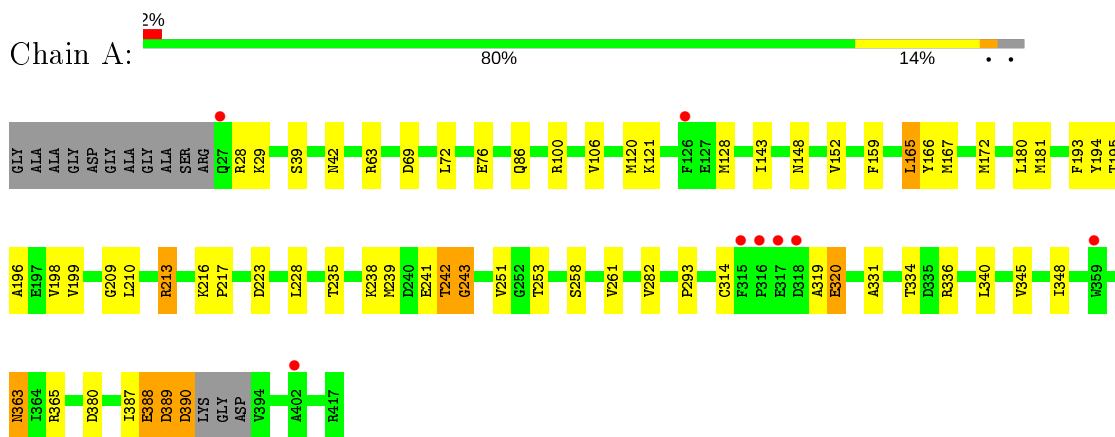 2%
Chain A:
80% 14% • •
GLY ALA ALA GLY ASP GLY ALA GLY ALA SER ARG Q27 R28 K29 S39 N42 R63 D69 L72 E76 Q86 R100 V106 M120 K121 F126 E127 M128 I143 N148 V152 F159 L165 Y166 M167 M172 L180 M181 F193 Y194 T195
A196 E197 V198 V199 G209 L210 R213 K216 P217 D223 L228 T235 K238 M239 D240 E241 T242 G243 V251 G252 T253 S258 V261 V282 P293 C314 F315 P316 E317 D318 A319 E320 A331 T334 D335 R336 L340 V345 I348 W359
N363 I364 R365 D380 I387 E388 D389 D390 LYS GLY ASP V394 A402 R417